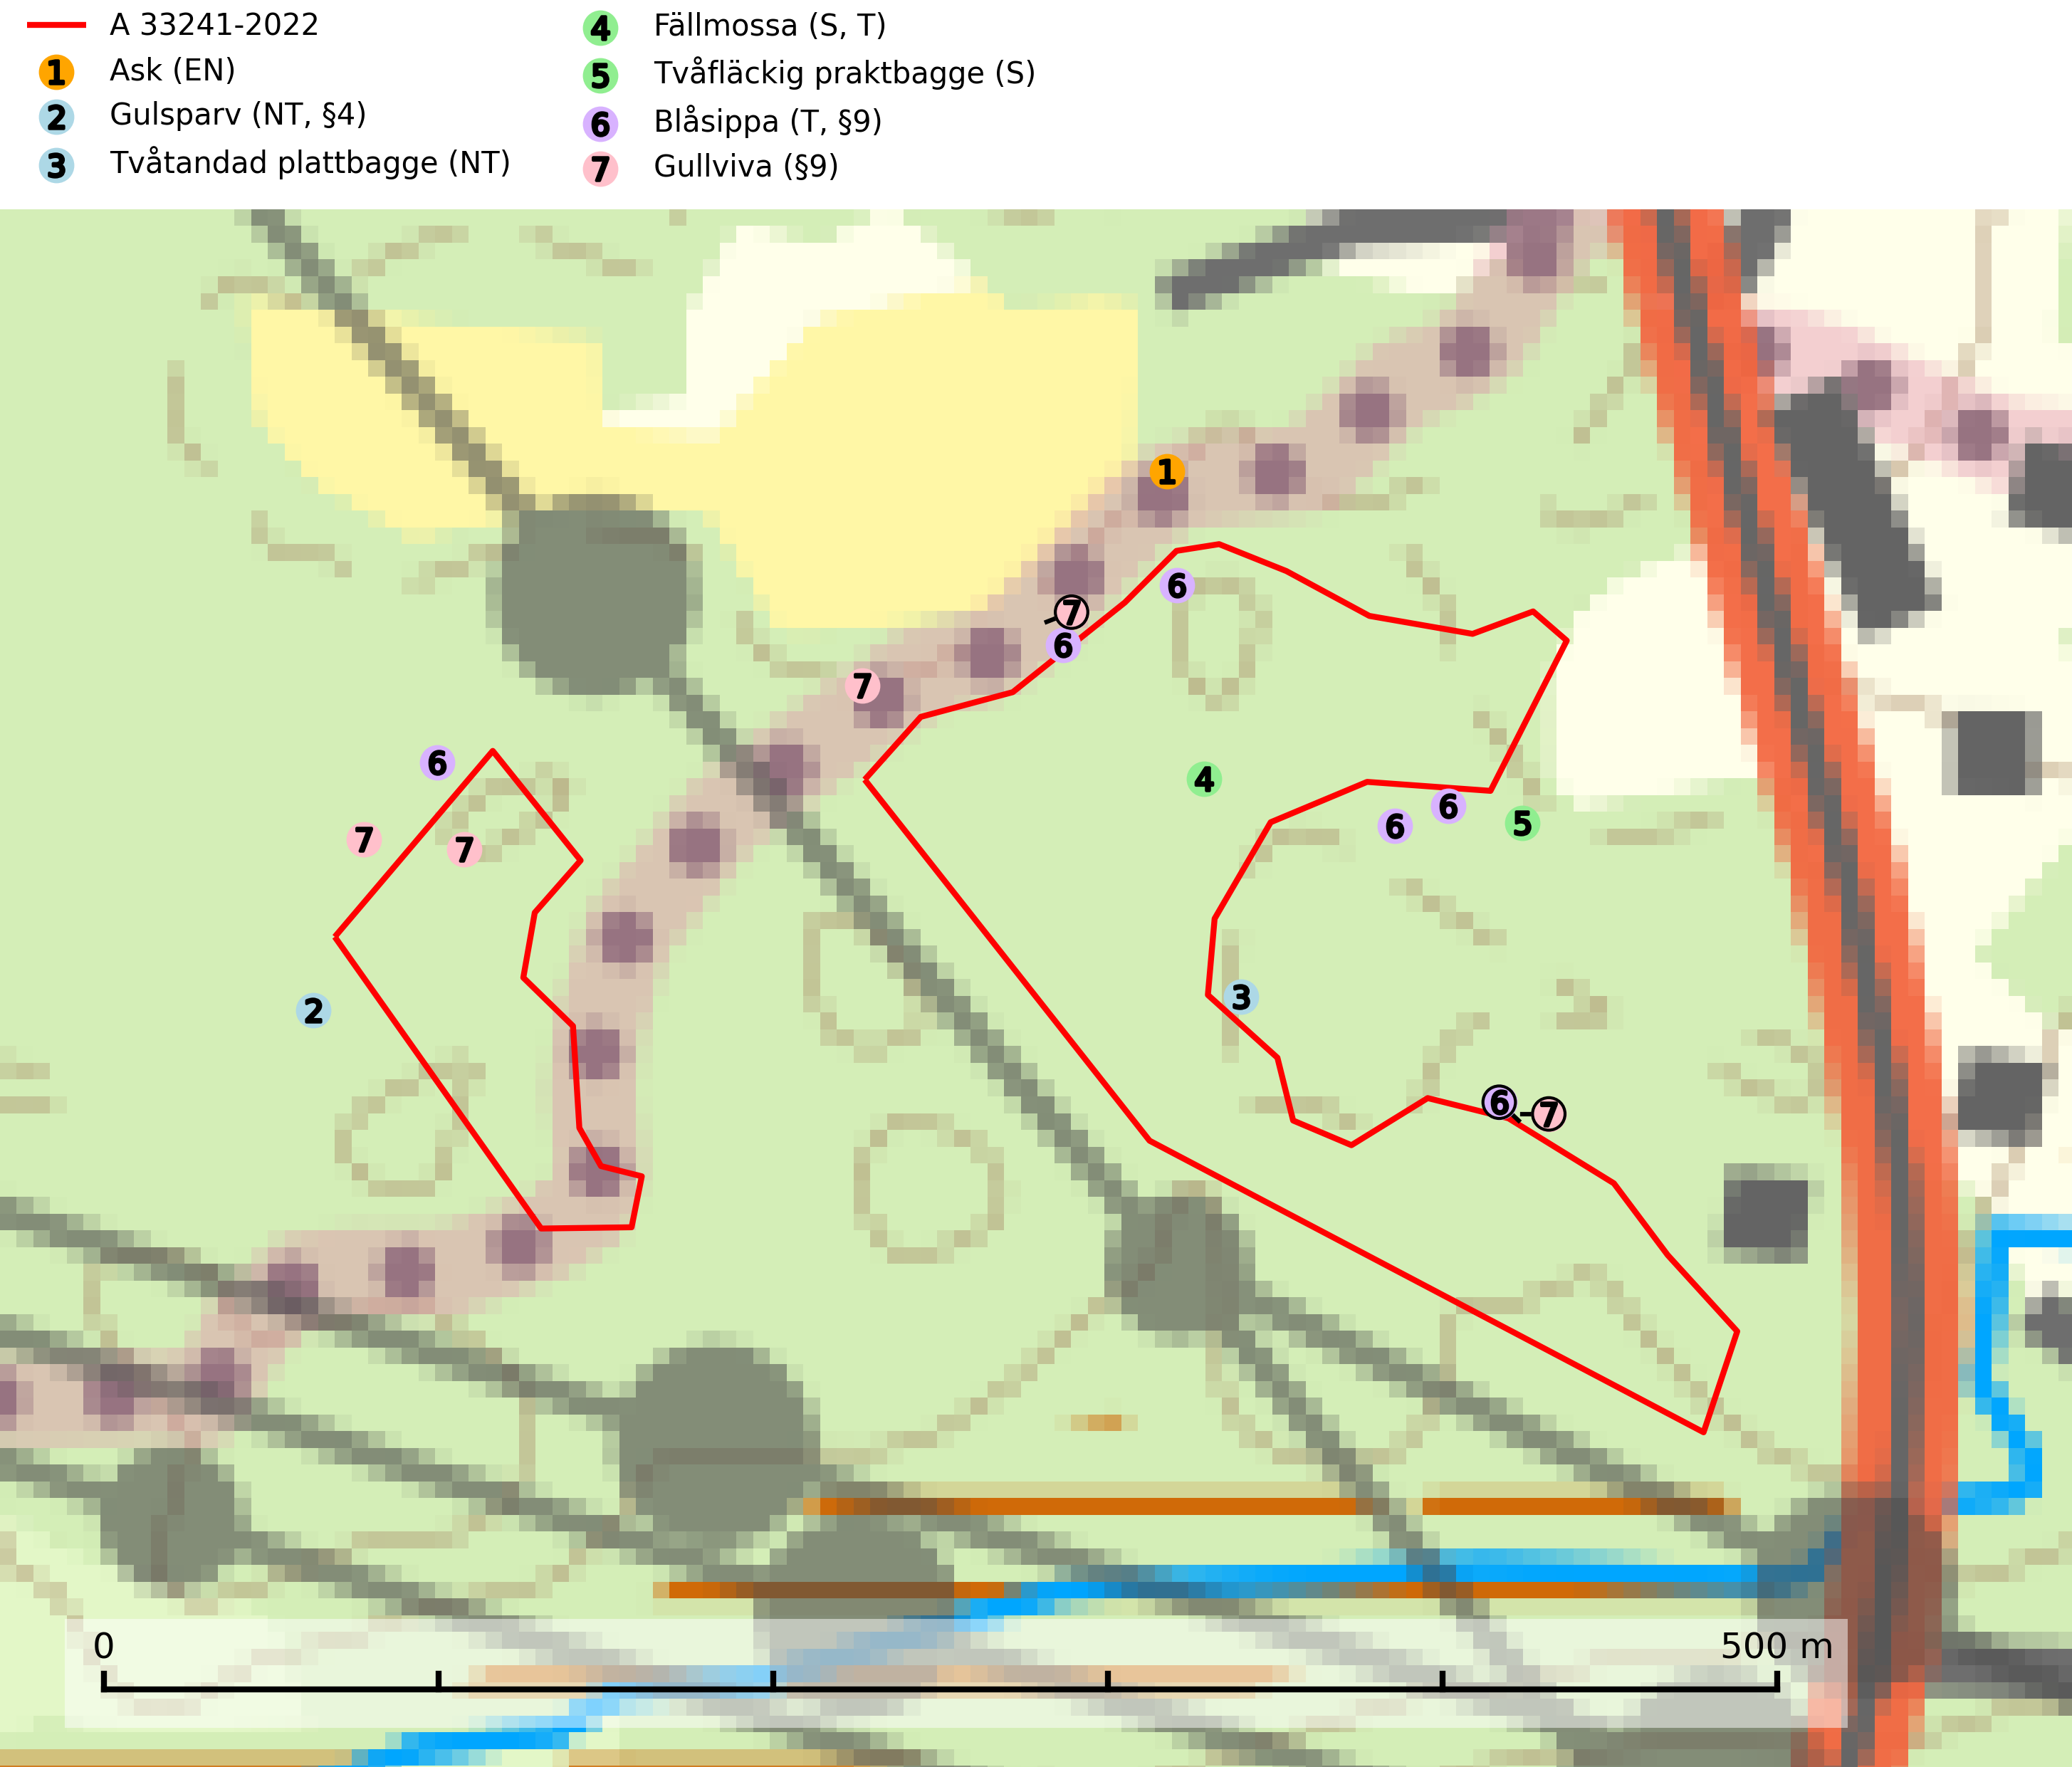 A 33241-2022
1 Ask (EN)
2 Gulsparv (NT, §4)
3 Tvåtandad plattbagge (NT)
4 Fällmossa (S, T)
5 Tvåfläckig praktbagge (S)
6 Blåsippa (T, §9)
7 Gullviva (§9)
1
6
7
6
7
6
4
7
7
6
6
5
2
3
6
7
0
500 m